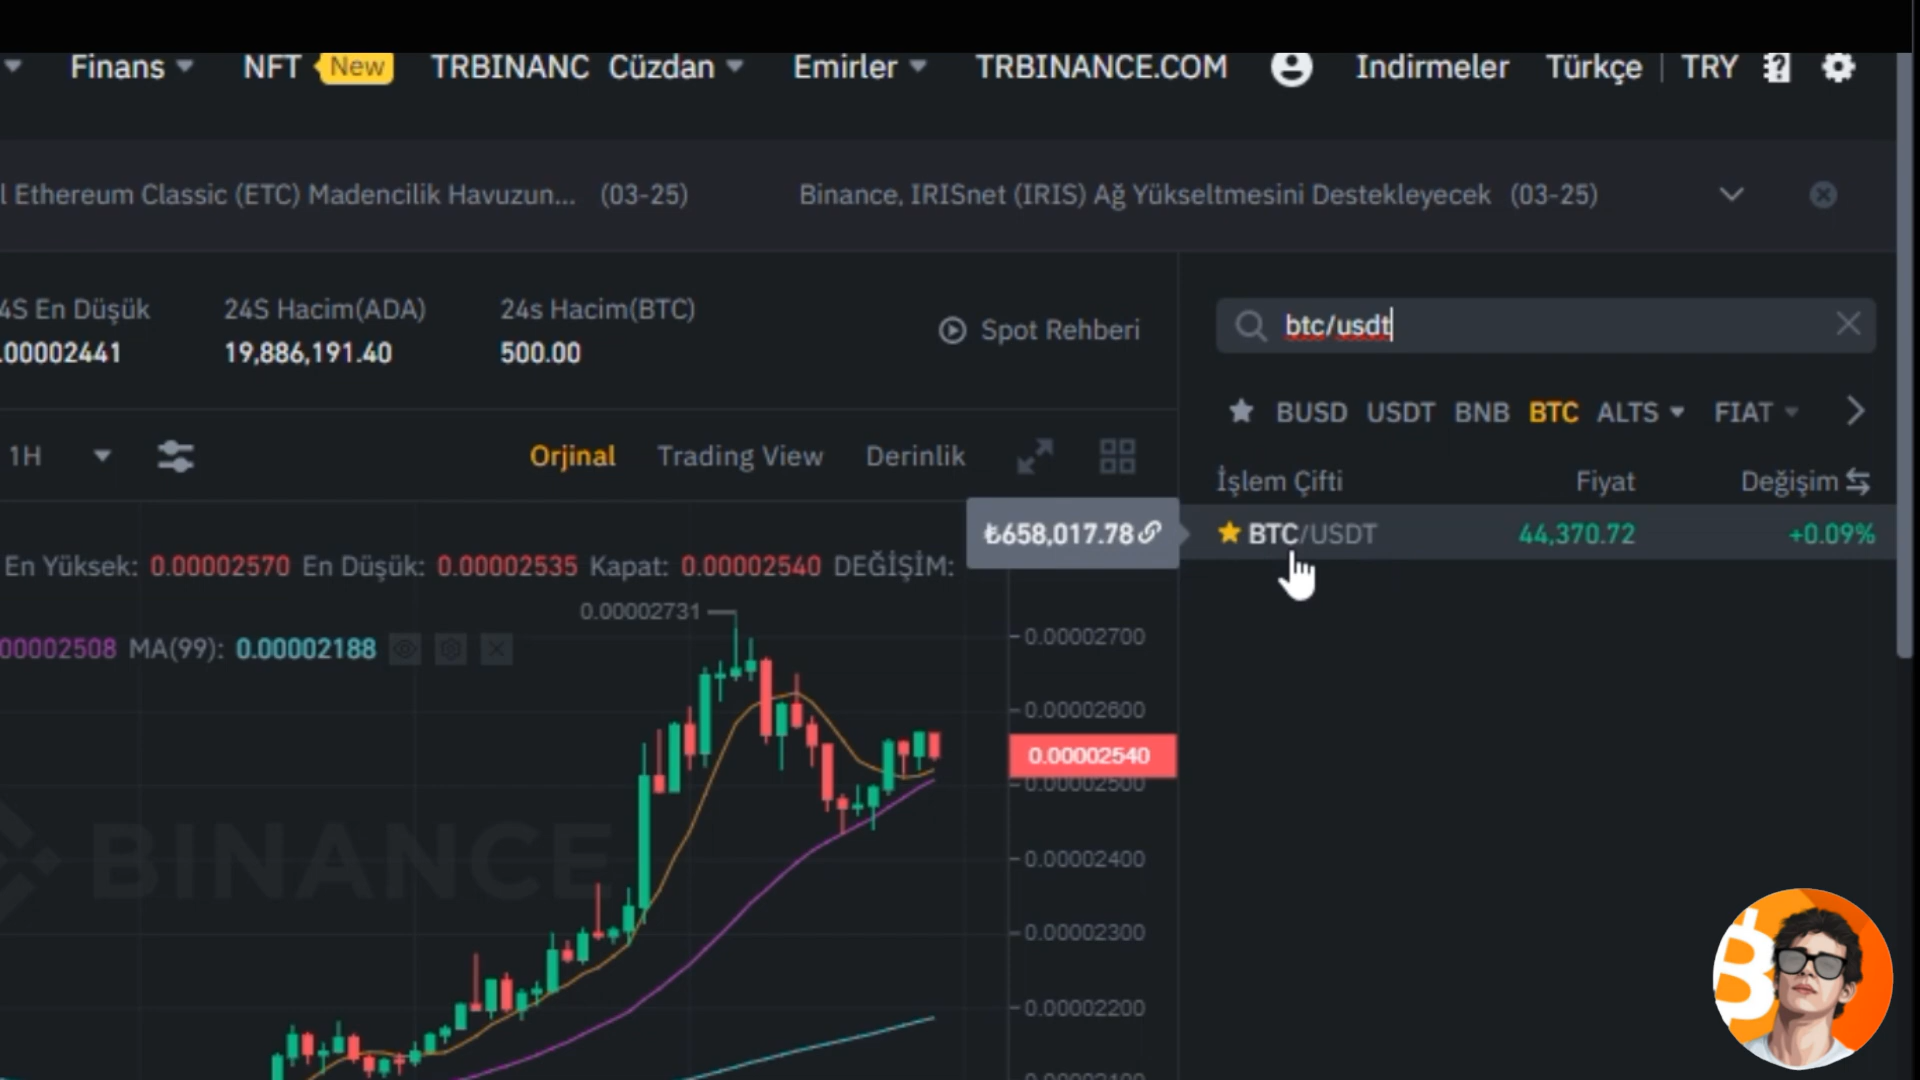 Finans NFT New TRBINANC Cüzdan Emirler TRBINANCE.COM İndirmeler Türkçe | TRY
l Ethereum Classic (ETC) Madencilik Havuzun... (03-25) Binance, IRISnet (IRIS) Ağ Yükseltmesini Destekleyecek (03-25)
4S En Düşük 24S Hacim(ADA) 24s Hacim(BTC)
.00002441 19,886,191.40 500.00
Spot Rehberi
btc/usdt
BUSD USDT BNB BTC ALTS FIAT
1H Orjinal Trading View Derinlik
İşlem Çifti Fiyat Değişim
₺658,017.78 BTC/USDT 44,370.72 +0.09%
En Yüksek: 0.00002570 En Düşük: 0.00002535 Kapat: 0.00002540 DEĞİŞİM:
00002508 MA(99): 0.00002188
0.00002731
0.00002700
0.00002600
0.00002540
0.00002500
0.00002400
BINANCE
0.00002300
0.00002200